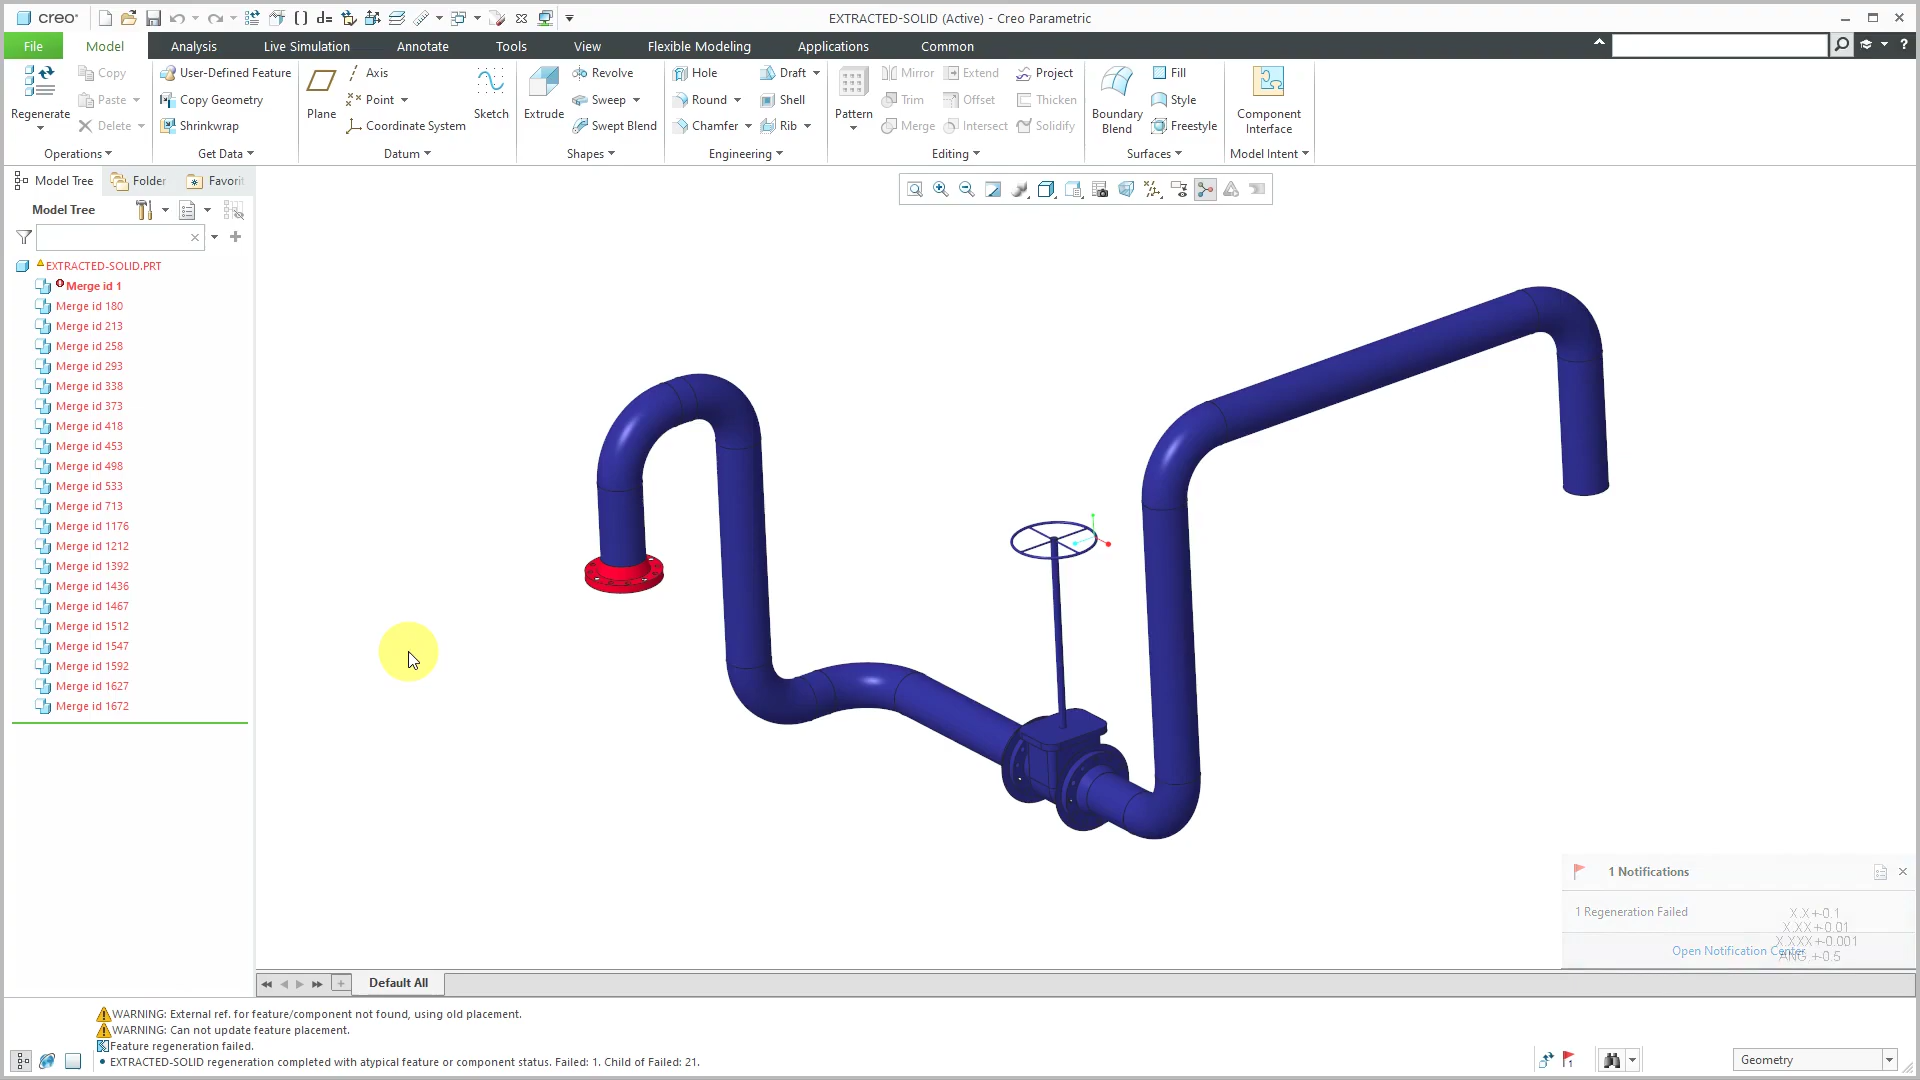 creo
EXTRACTED-SOLID (Active) - Creo Parametric
File
Model
Analysis
Live Simulation
Annotate
Tools
View
Flexible Modeling
Applications
Common
Regenerate
Copy
Paste
Delete
User-Defined Feature
Copy Geometry
Shrinkwrap
Plane
Axis
Point
Coordinate System
Sketch
Extrude
Revolve
Sweep
Swept Blend
Hole
Round
Chamfer
Draft
Shell
Rib
Pattern
Mirror
Trim
Merge
Extend
Offset
Intersect
Project
Thicken
Solidify
Boundary
Blend
Fill
Style
Freestyle
Component
Interface
Operations
Get Data
Datum
Shapes
Engineering
Editing
Surfaces
Model Intent
Model Tree
Folder
Favorit
Model Tree
EXTRACTED-SOLID.PRT
Merge id 1
Merge id 180
Merge id 213
Merge id 258
Merge id 293
Merge id 338
Merge id 373
Merge id 418
Merge id 453
Merge id 498
Merge id 533
Merge id 713
Merge id 1176
Merge id 1212
Merge id 1392
Merge id 1436
Merge id 1467
Merge id 1512
Merge id 1547
Merge id 1592
Merge id 1627
Merge id 1672
1 Notifications
1 Regeneration Failed
Open Notification Center
X.X+-0.1
X.XX+-0.01
X.XXX+-0.001
ANG.+-0.5
Default All
WARNING: External ref. for feature/component not found, using old placement.
WARNING: Can not update feature placement.
Feature regeneration failed.
• EXTRACTED-SOLID regeneration completed with atypical feature or component status. Failed: 1. Child of Failed: 21.
1
Geometry